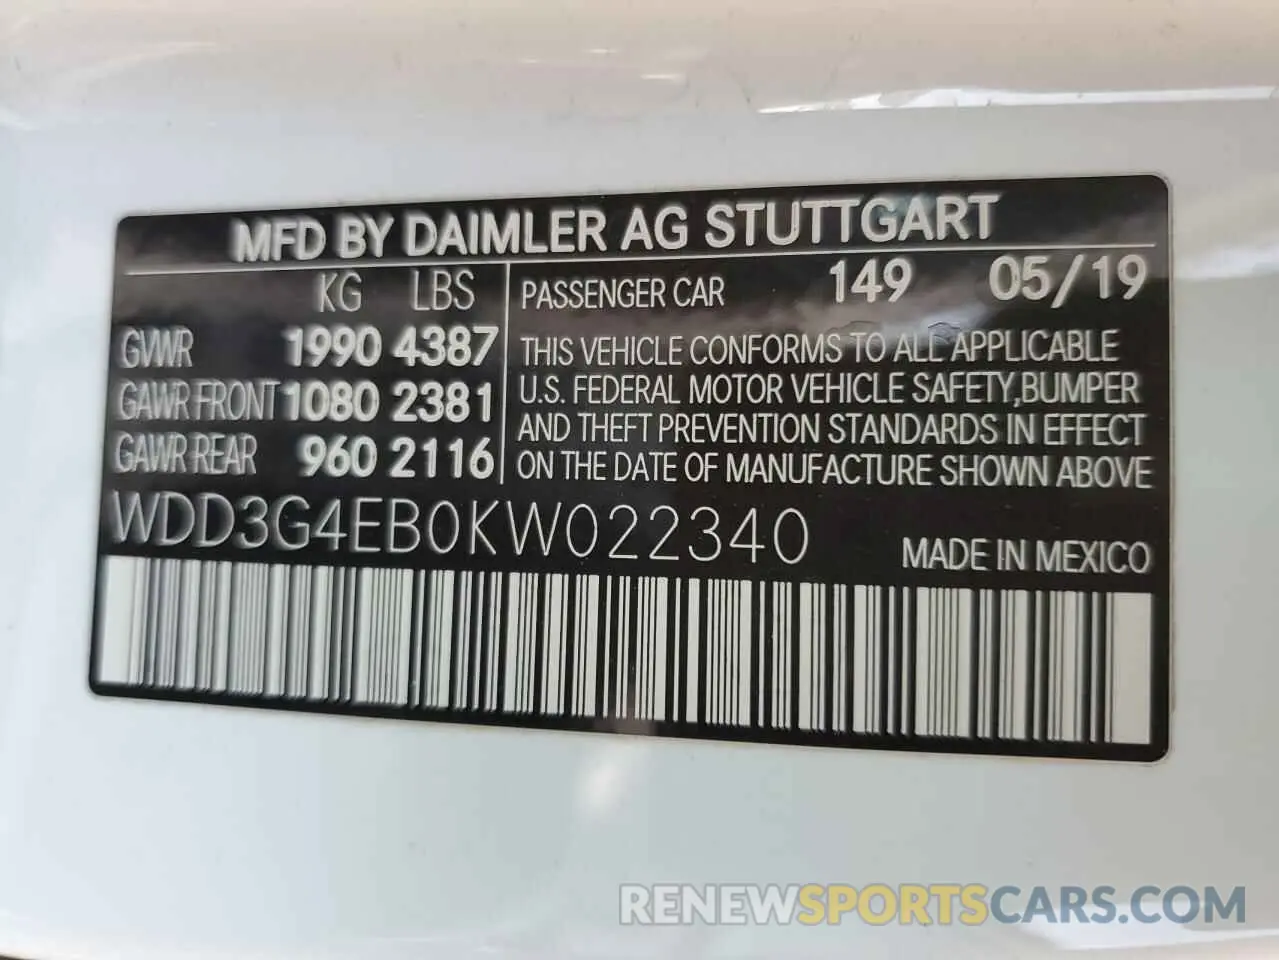 MFD BY DAIMLER AG STUTTGART
KG LBS
GVWR 1990 4387
GAWR FRONT 1080 2381
GAWR REAR 960 2116
PASSENGER CAR 149 05/19
THIS VEHICLE CONFORMS TO ALL APPLICABLE
U.S. FEDERAL MOTOR VEHICLE SAFETY,BUMPER
AND THEFT PREVENTION STANDARDS IN EFFECT
ON THE DATE OF MANUFACTURE SHOWN ABOVE
WDD3G4EB0KW022340
MADE IN MEXICO
RENEWSPORTSCARS.COM